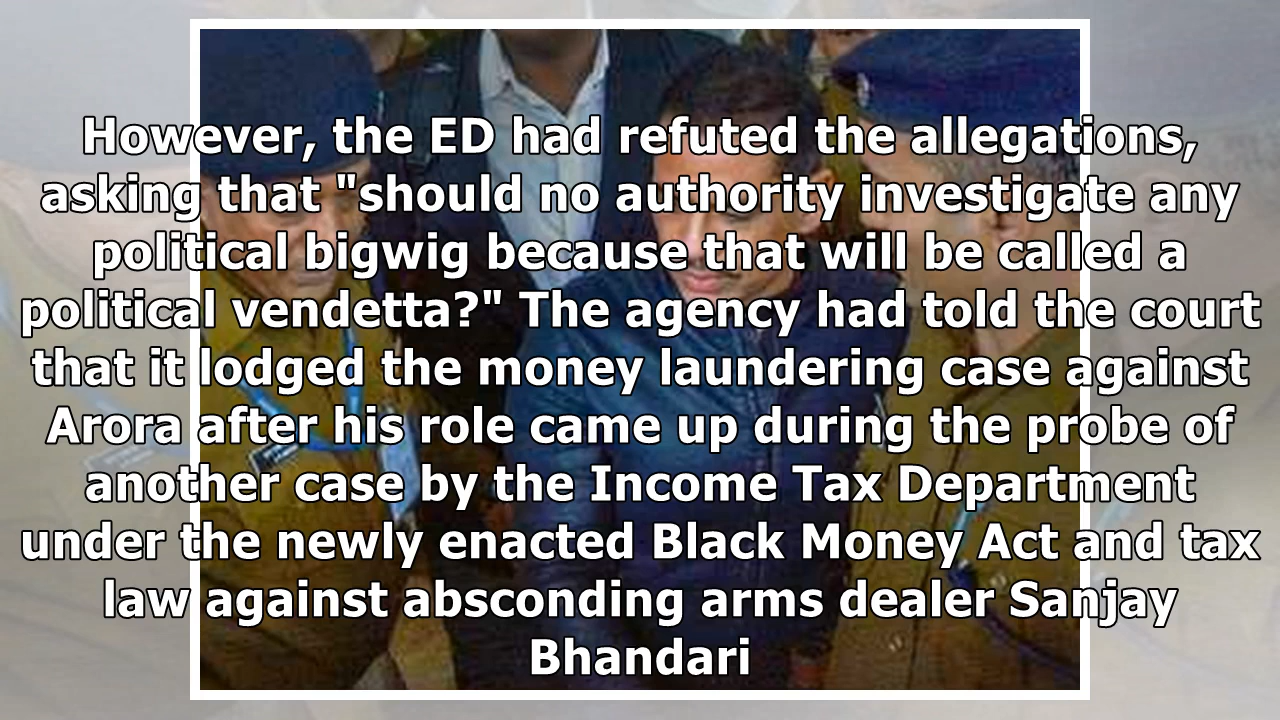 However, the ED had refuted the allegations,
asking that "should no authority investigate any
political bigwig because that will be called a
political vendetta?" The agency had told the court
that it lodged the money laundering case against
Arora after his role came up during the probe of
another case by the Income Tax Department
under the newly enacted Black Money Act and tax
law against absconding arms dealer Sanjay
Bhandari